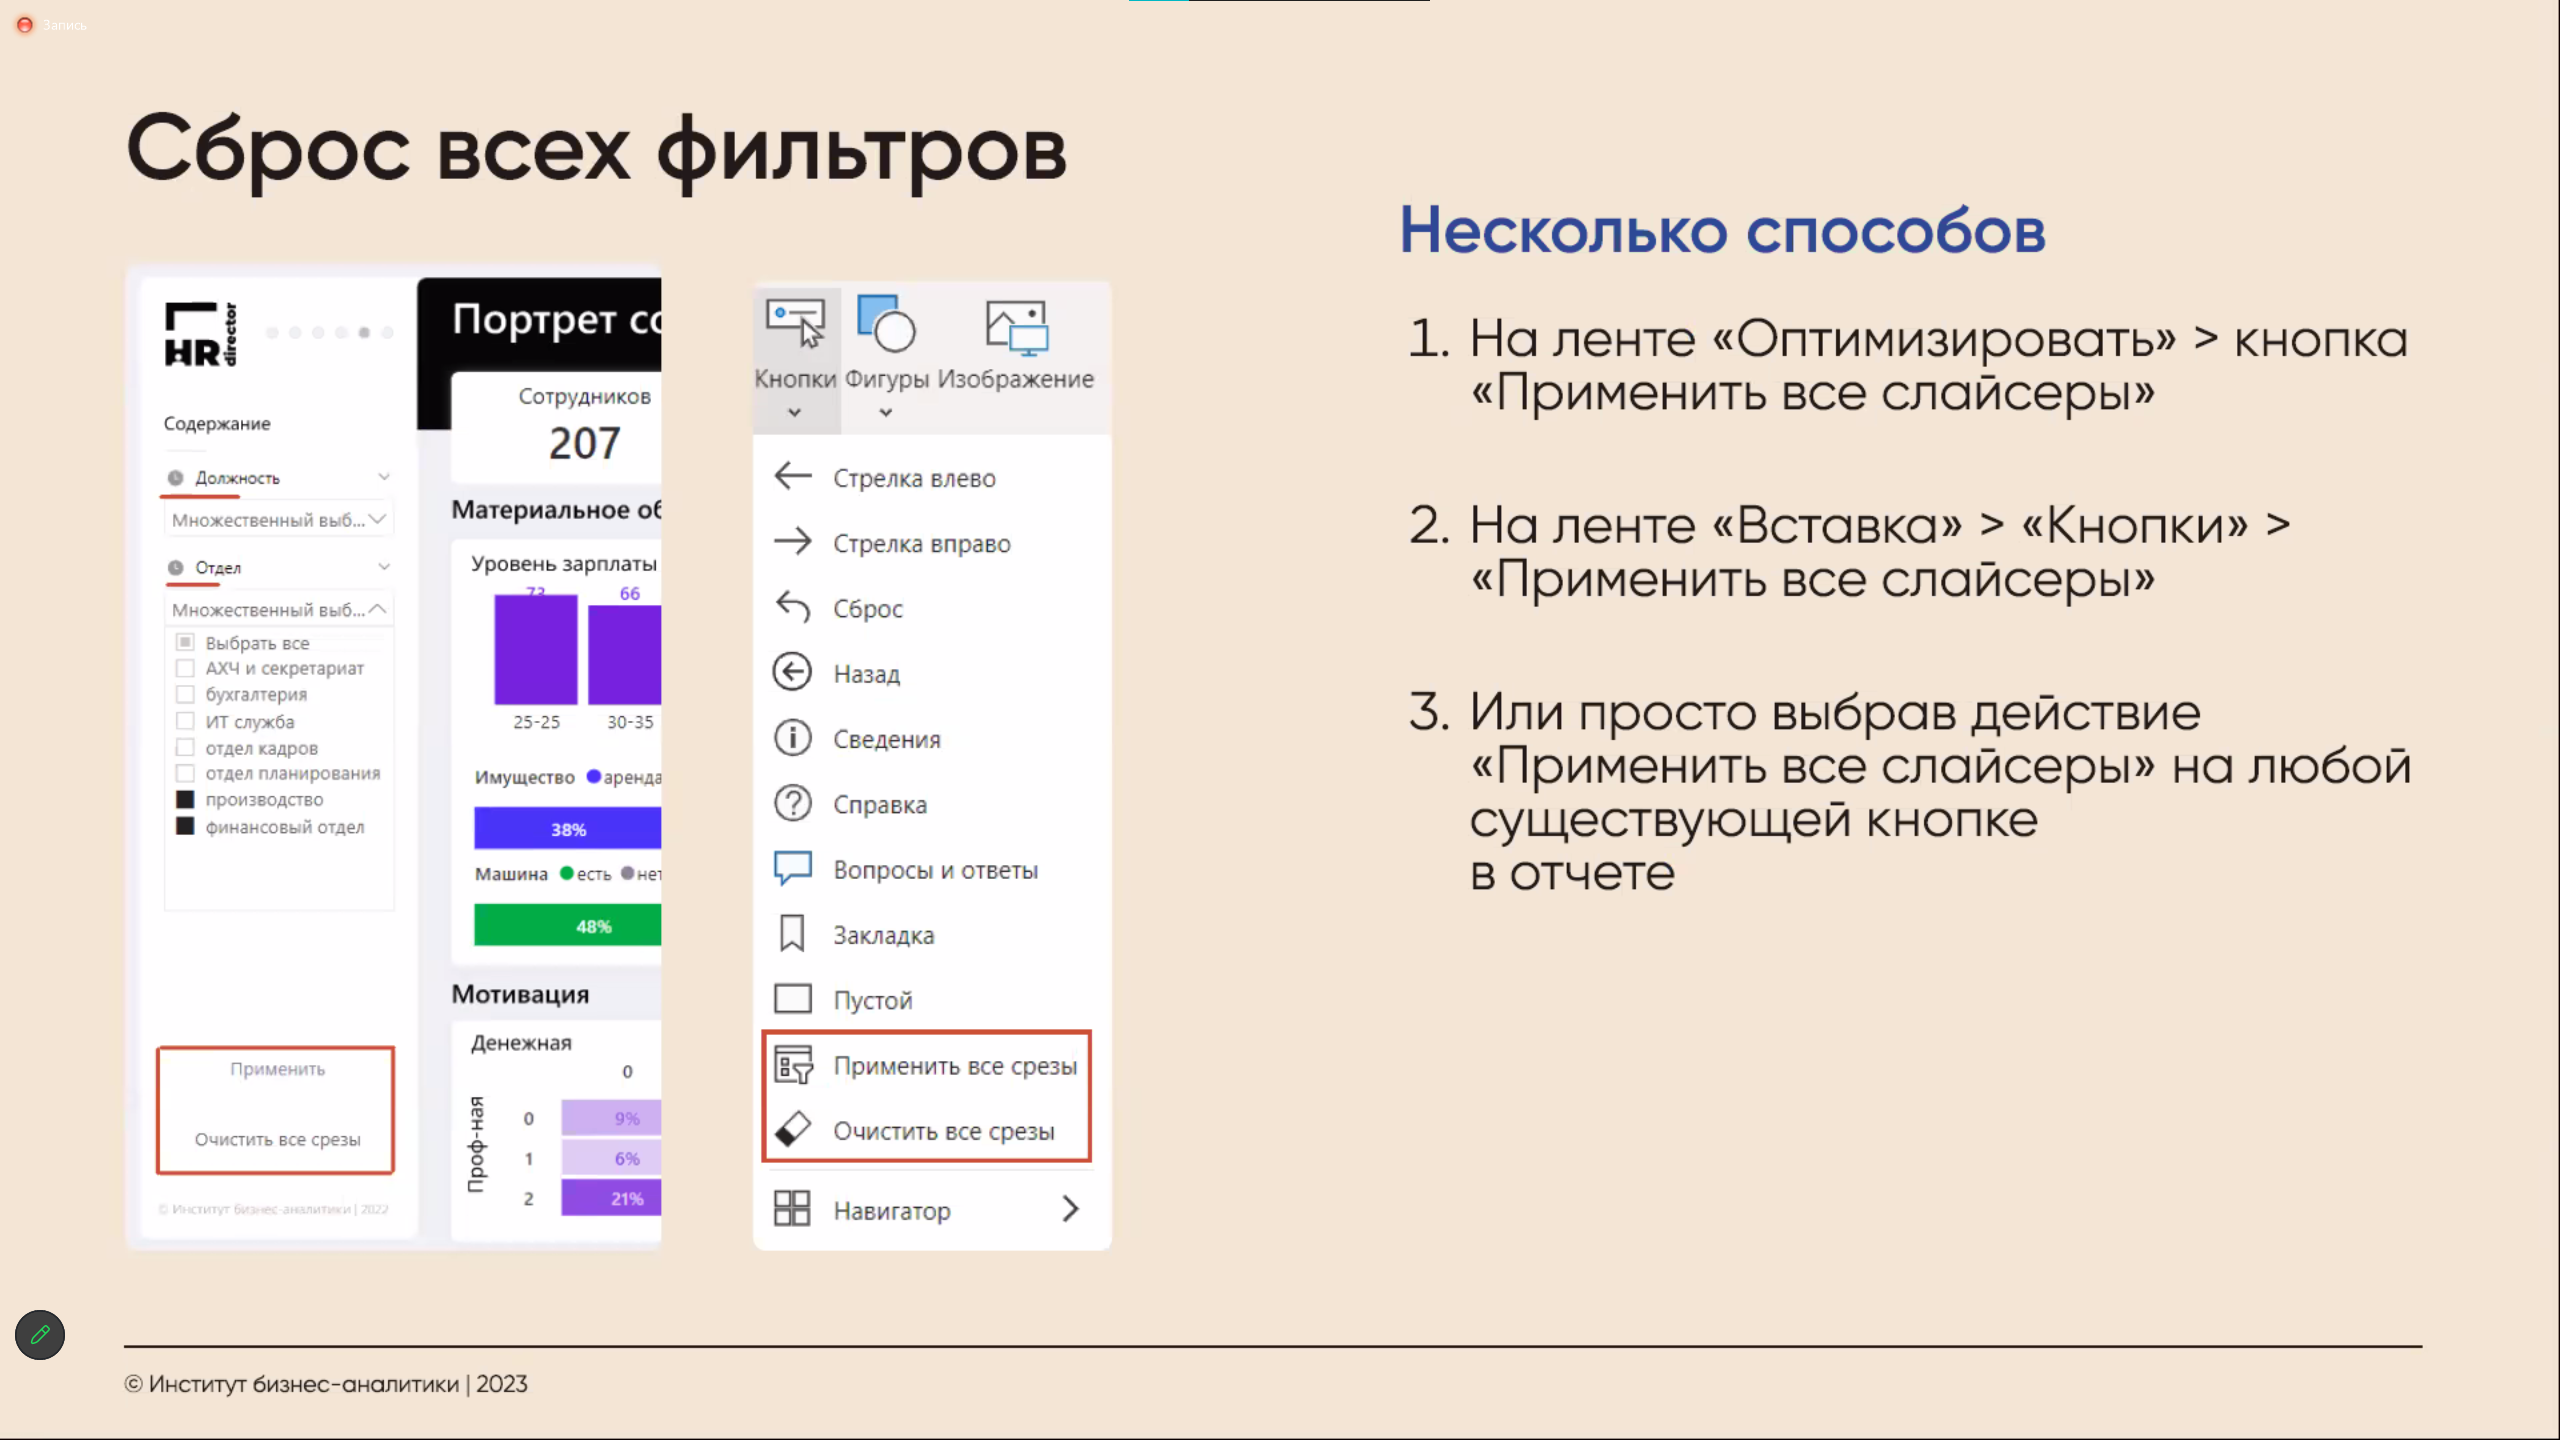 Запись
Сброс всех фильтров
HR
director
Содержание
Должность
Множественный выб...
Отдел
Множественный выб...
Выбрать все
АХЧ и секретариат
бухгалтерия
ИТ служба
отдел кадров
отдел планирования
производство
финансовый отдел
Применить
Очистить все срезы
© Институт бизнес-аналитики | 2022
Портрет со
Сотрудников
207
Материальное об
Уровень зарплаты
73 66
25-25 30-35
Имущество аренда
38%
Машина есть нет
48%
Мотивация
Денежная
0
Проф-ная
0 9%
1 6%
2 21%
Кнопки Фигуры Изображение
Стрелка влево
Стрелка вправо
Сброс
Назад
Сведения
Справка
Вопросы и ответы
Закладка
Пустой
Применить все срезы
Очистить все срезы
Навигатор
Несколько способов
1. На ленте «Оптимизировать» > кнопка
«Применить все слайсеры»
2. На ленте «Вставка» > «Кнопки» >
«Применить все слайсеры»
3. Или просто выбрав действие
«Применить все слайсеры» на любой
существующей кнопке
в отчете
© Институт бизнес-аналитики | 2023